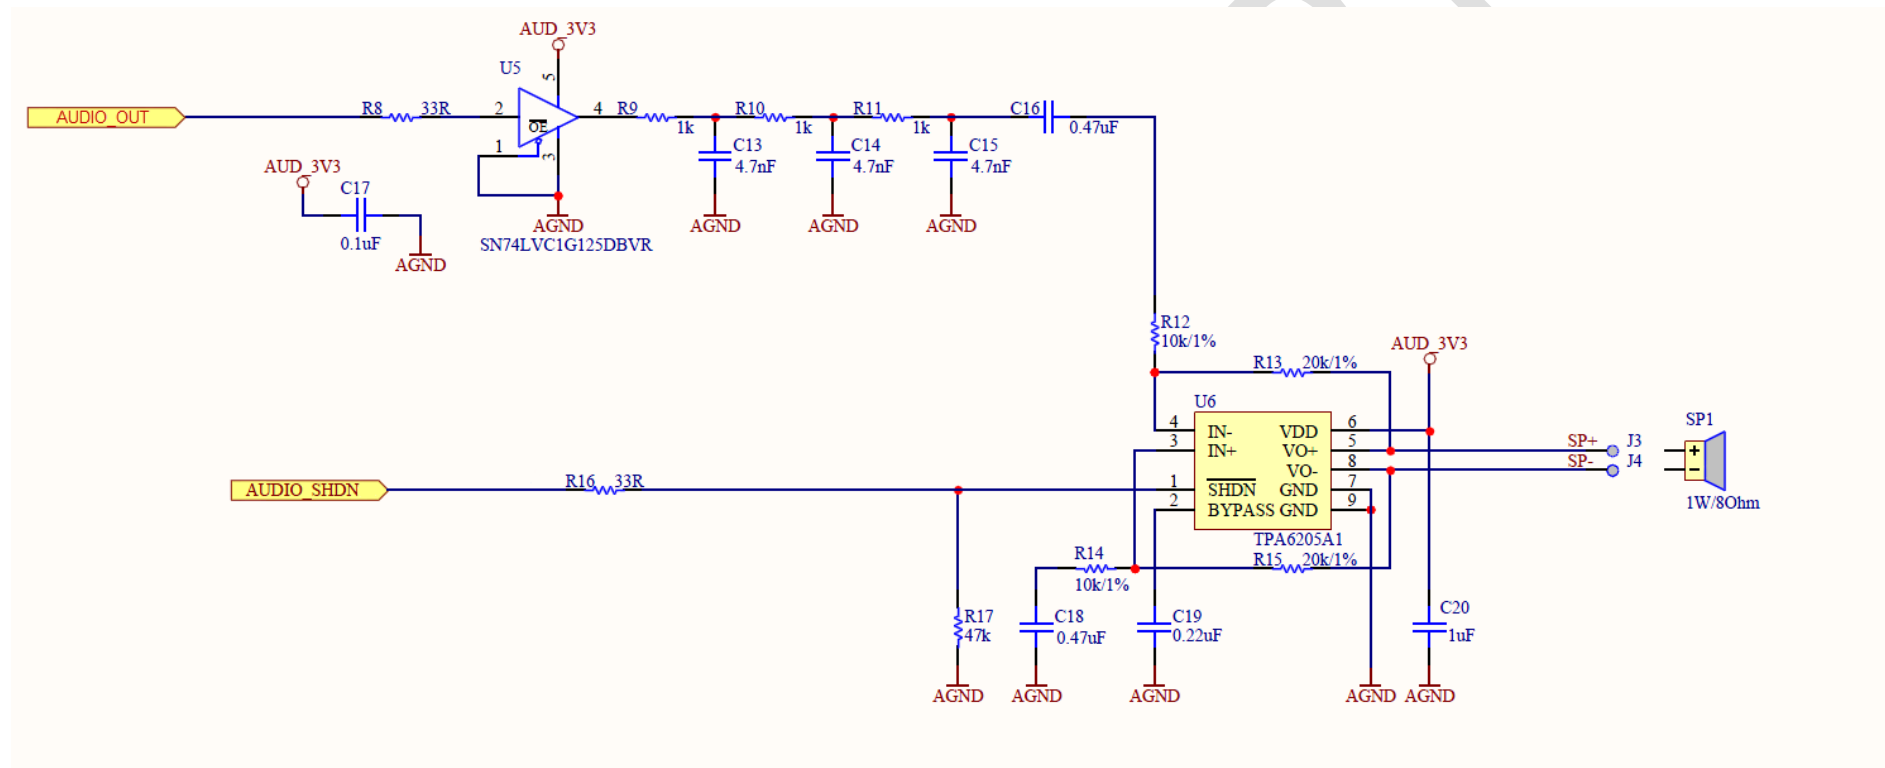 AUD_3V3
U5
5
AUDIO_OUT
R8 33R
2
4
OE
1
3
R9
1k
R10
1k
R11
1k
C16
0.47uF
C13
4.7nF
C14
4.7nF
C15
4.7nF
AUD_3V3
C17
0.1uF
AGND
AGND
SN74LVC1G125DBVR
AGND
AGND
AGND
R12
10k/1%
R13 20k/1%
AUD_3V3
U6
4 IN- VDD 6
3 IN+ VO+ 5
VO- 8
1 SHDN GND 7
2 BYPASS GND 9
TPA6205A1
SP+ J3
SP- J4
SP1
+
-
1W/8Ohm
AUDIO_SHDN
R16 33R
R14
10k/1%
R15 20k/1%
R17
47k
C18
0.47uF
C19
0.22uF
C20
1uF
AGND
AGND
AGND
AGND
AGND